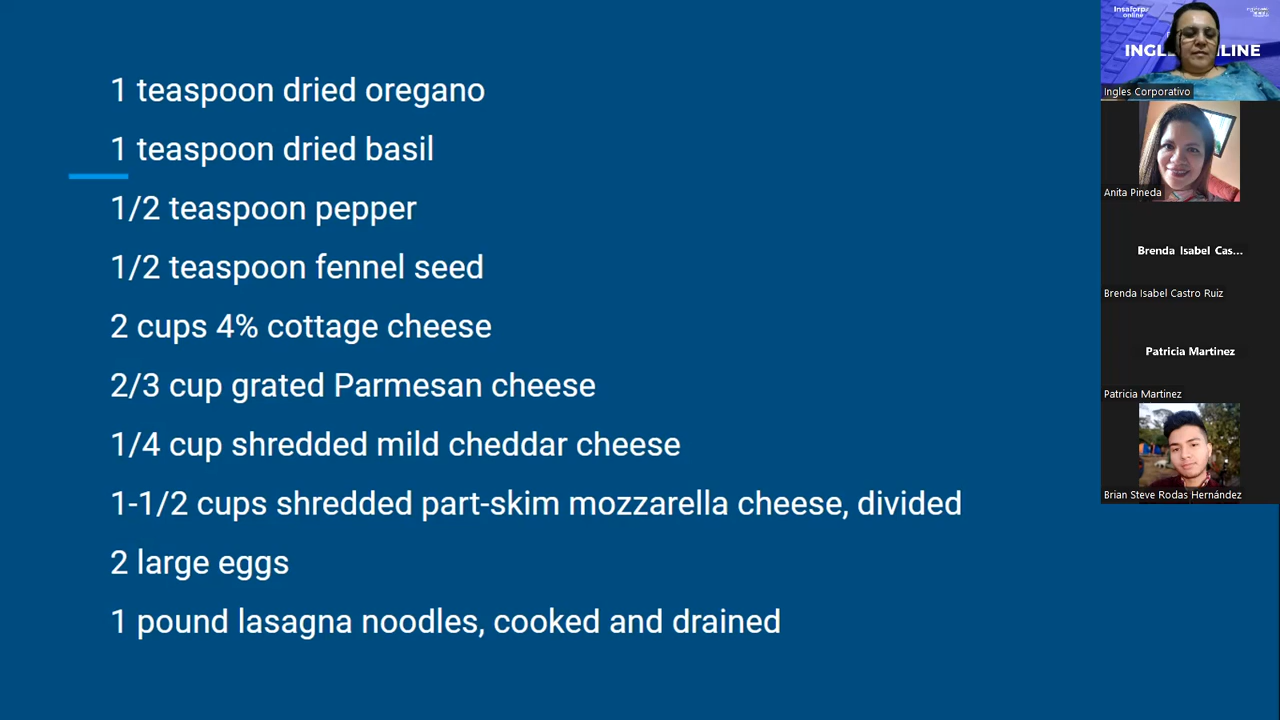 1 teaspoon dried oregano
1 teaspoon dried basil
1/2 teaspoon pepper
1/2 teaspoon fennel seed
2 cups 4% cottage cheese
2/3 cup grated Parmesan cheese
1/4 cup shredded mild cheddar cheese
1-1/2 cups shredded part-skim mozzarella cheese, divided
2 large eggs
1 pound lasagna noodles, cooked and drained
Insaforp
online
Ingles Corporativo
Anita Pineda
Brenda Isabel Cas...
Brenda Isabel Castro Ruiz
Patricia Martinez
Patricia Martinez
Brian Steve Rodas Hernández